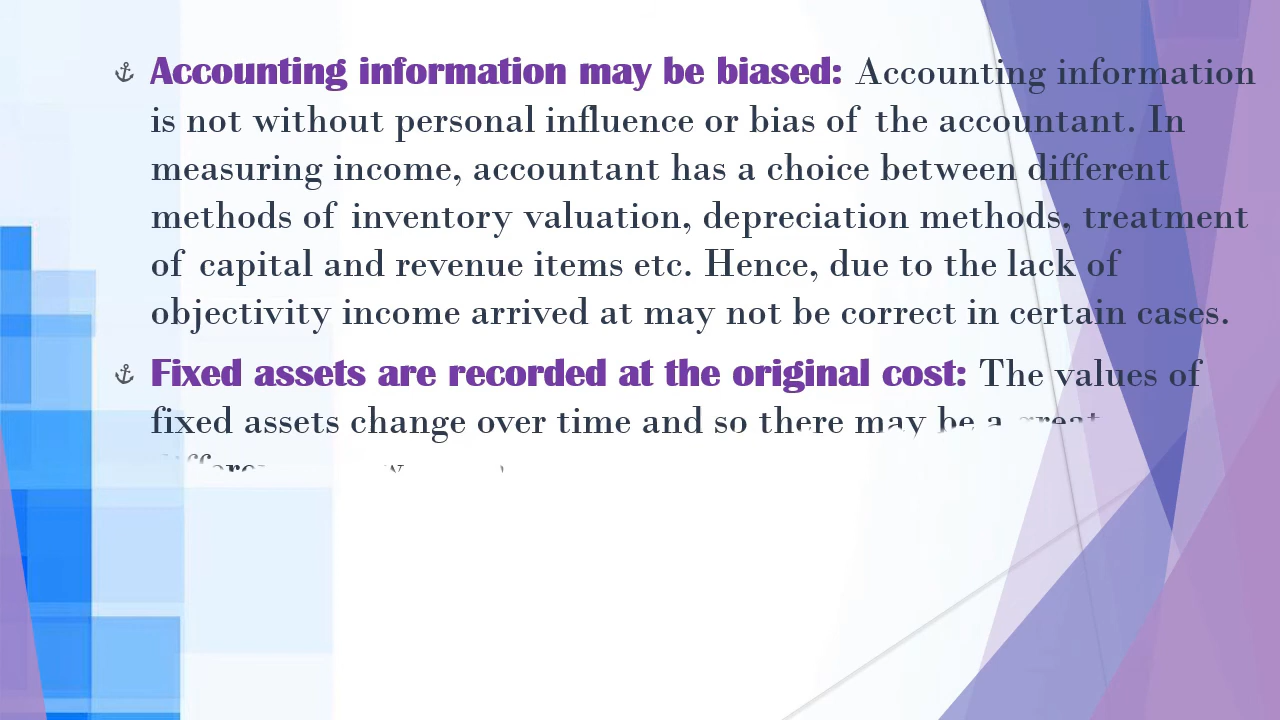 Accounting information may be biased: Accounting information
is not without personal influence or bias of the accountant. In
measuring income, accountant has a choice between different
methods of inventory valuation, depreciation methods, treatment
of capital and revenue items etc. Hence, due to the lack of
objectivity income arrived at may not be correct in certain cases.
Fixed assets are recorded at the original cost: The values of
fixed assets change over time and so there may be a great